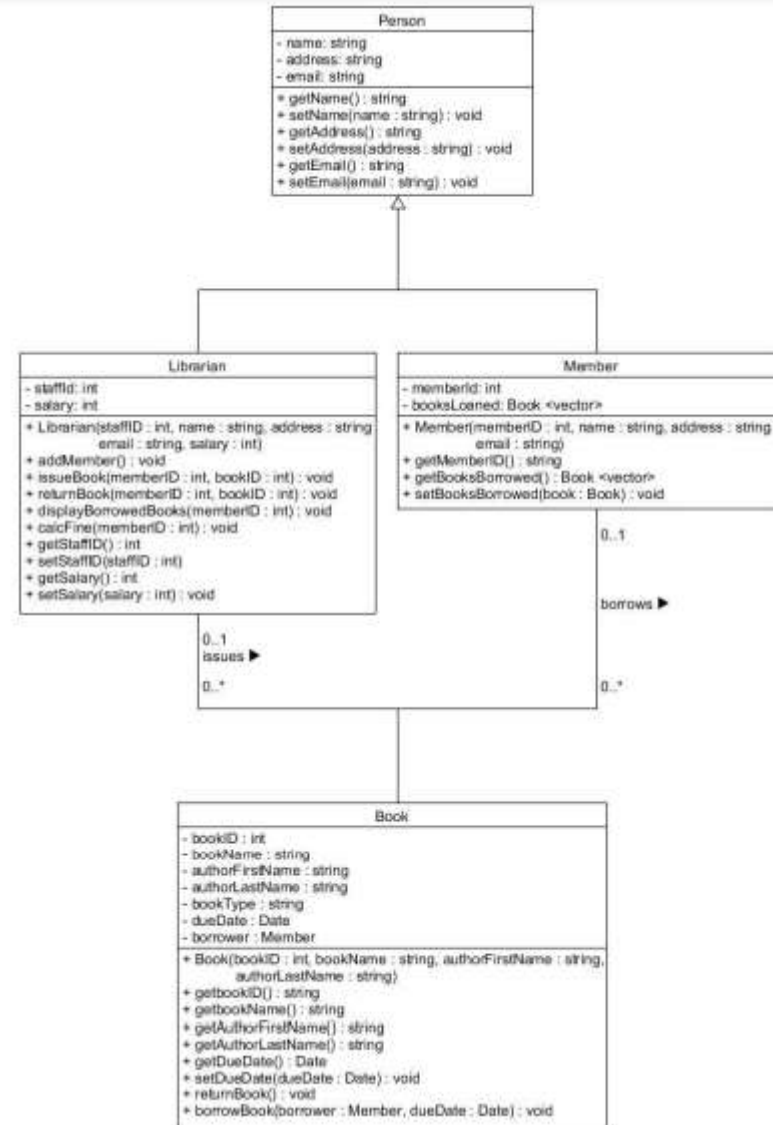 Person
- name: string
- address: string
- email: string
+ getName() : string
+ setName(name : string) : void
+ getAddress() : string
+ setAddress(address : string) : void
+ getEmail() : string
+ setEmail(email : string) : void
Librarian
- staffId: int
- salary: int
+ Librarian(staffID : int, name : string, address : string
email : string, salary : int)
+ addMember() : void
+ issueBook(memberID : int, bookID : int) : void
+ returnBook(memberID : int, bookID : int) : void
+ displayBorrowedBooks(memberID : int) : void
+ calcFine(memberID : int) : void
+ getStaffID() : int
+ setStaffID(staffID : int)
+ getSalary() : int
+ setSalary(salary : int) : void
Member
- memberId: int
- booksLoaned: Book <vector>
+ Member(memberID : int, name : string, address : string
email : string)
+ getMemberID() : string
+ getBooksBorrowed() : Book <vector>
+ setBooksBorrowed(book : Book) : void
0..1
issues ▶
0..*
0..1
borrows ▶
0..*
Book
- bookID : int
- bookName : string
- authorFirstName : string
- authorLastName : string
- bookType : string
- dueDate : Date
- borrower : Member
+ Book(bookID : int, bookName : string, authorFirstName : string,
authorLastName : string)
+ getbookID() : string
+ getbookName() : string
+ getAuthorFirstName() : string
+ getAuthorLastName() : string
+ getDueDate() : Date
+ setDueDate(dueDate : Date) : void
+ returnBook() : void
+ borrowBook(borrower : Member, dueDate : Date) : void